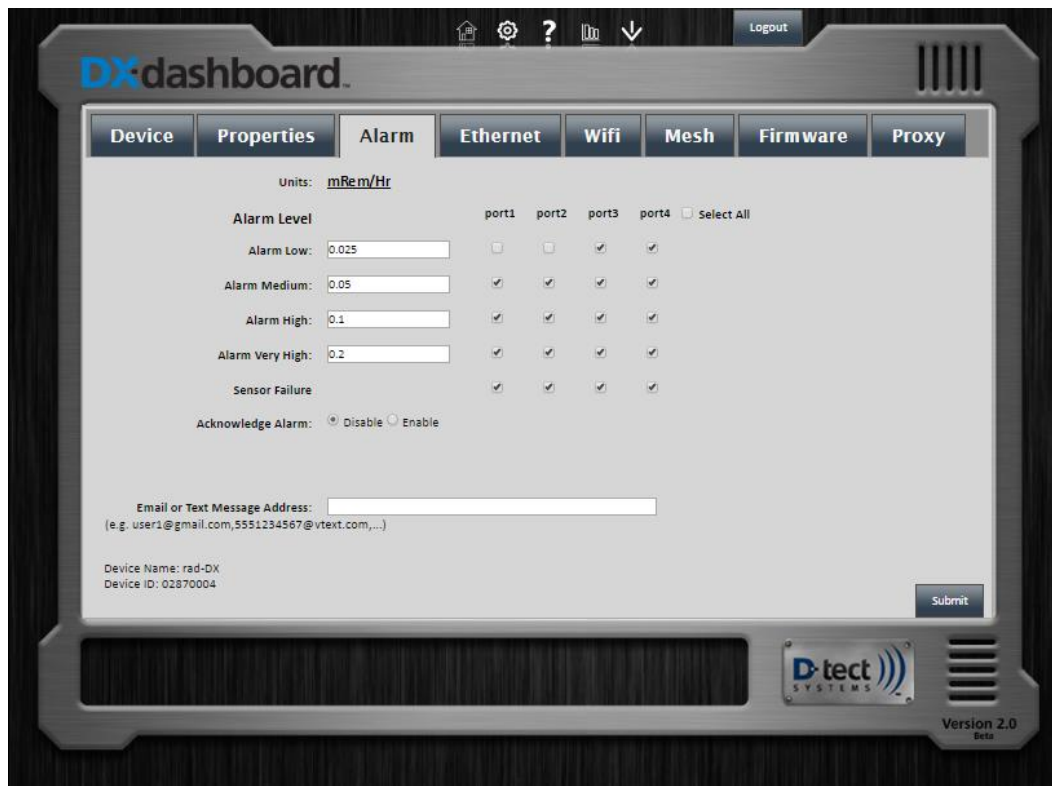 Logout
DX-dashboard™
Device Properties Alarm Ethernet Wifi Mesh Firmware Proxy
Units: mRem/Hr
Alarm Level port1 port2 port3 port4 Select All
Alarm Low: 0.025
Alarm Medium: 0.05
Alarm High: 0.1
Alarm Very High: 0.2
Sensor Failure
Acknowledge Alarm: Disable Enable
Email or Text Message Address:
(e.g. user1@gmail.com,5551234567@vtext.com,...)
Device Name: rad-DX
Device ID: 02870004
Submit
D-tect
SYSTEMS
Version 2.0
Beta